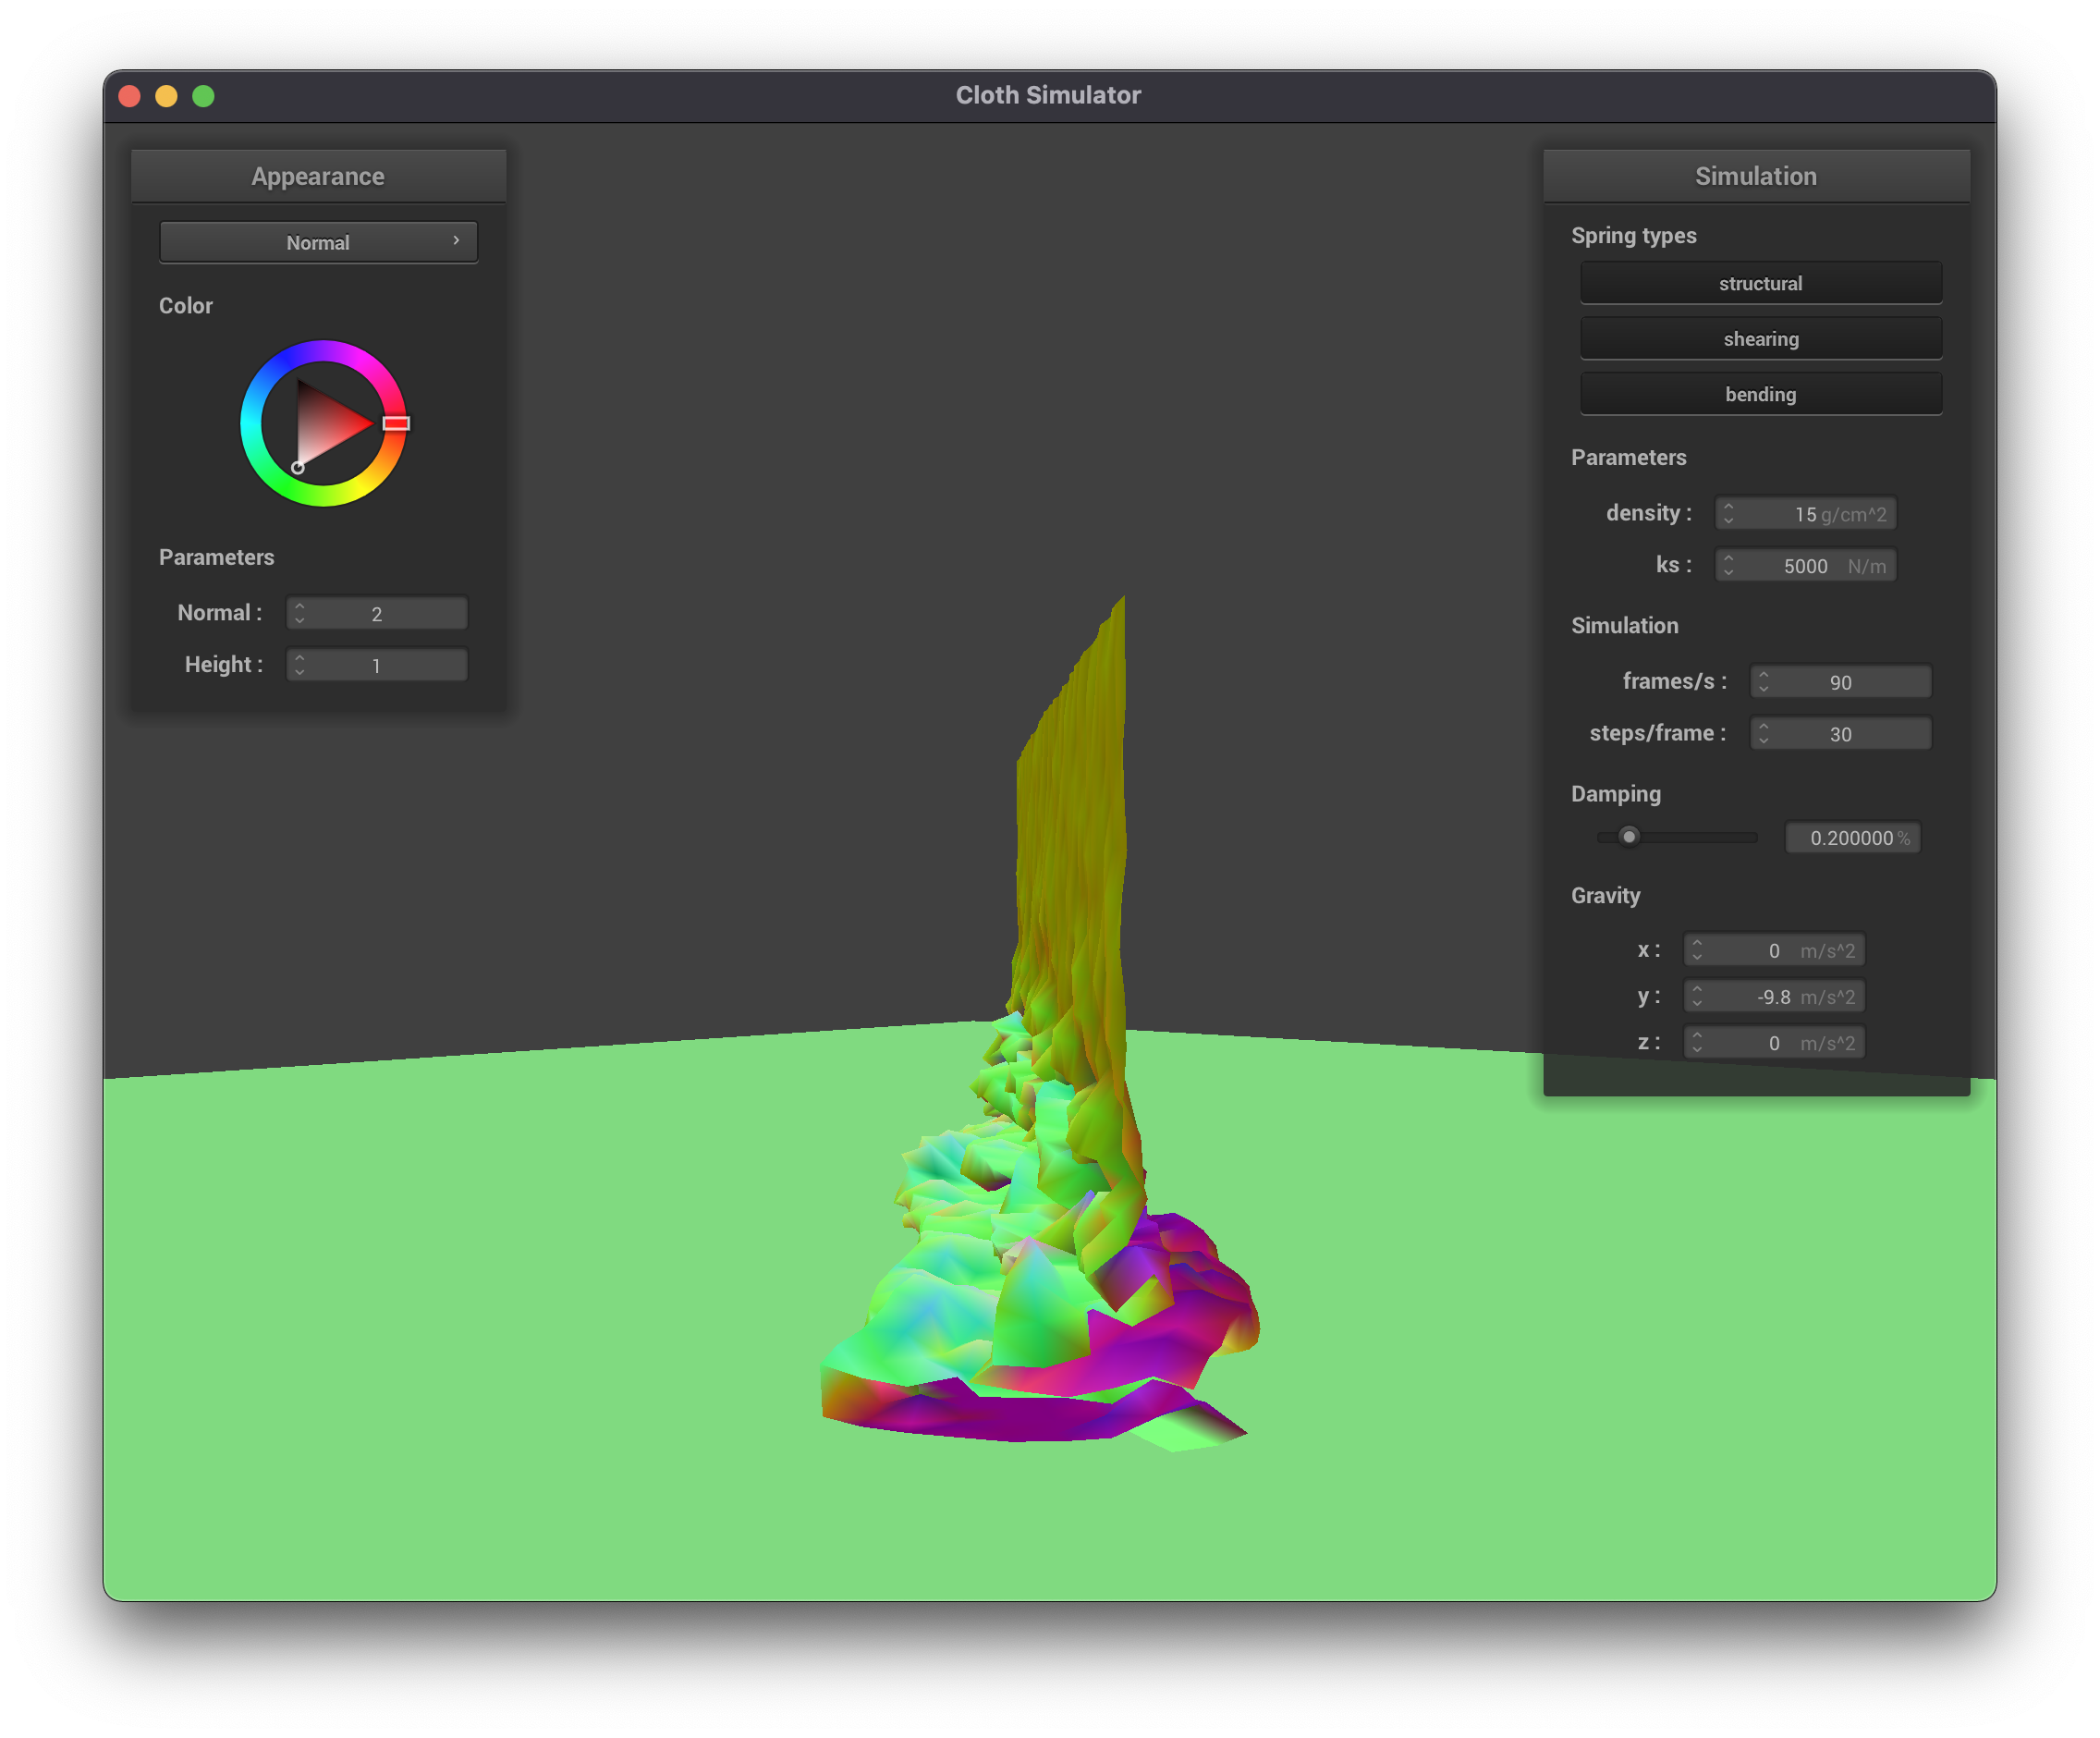 Cloth Simulator
Appearance
Normal
Color
Parameters
Normal : 2
Height : 1
Simulation
Spring types
structural
shearing
bending
Parameters
density : 15 g/cm^2
ks : 5000 N/m
Simulation
frames/s : 90
steps/frame : 30
Damping
0.200000 %
Gravity
x : 0 m/s^2
y : -9.8 m/s^2
z : 0 m/s^2